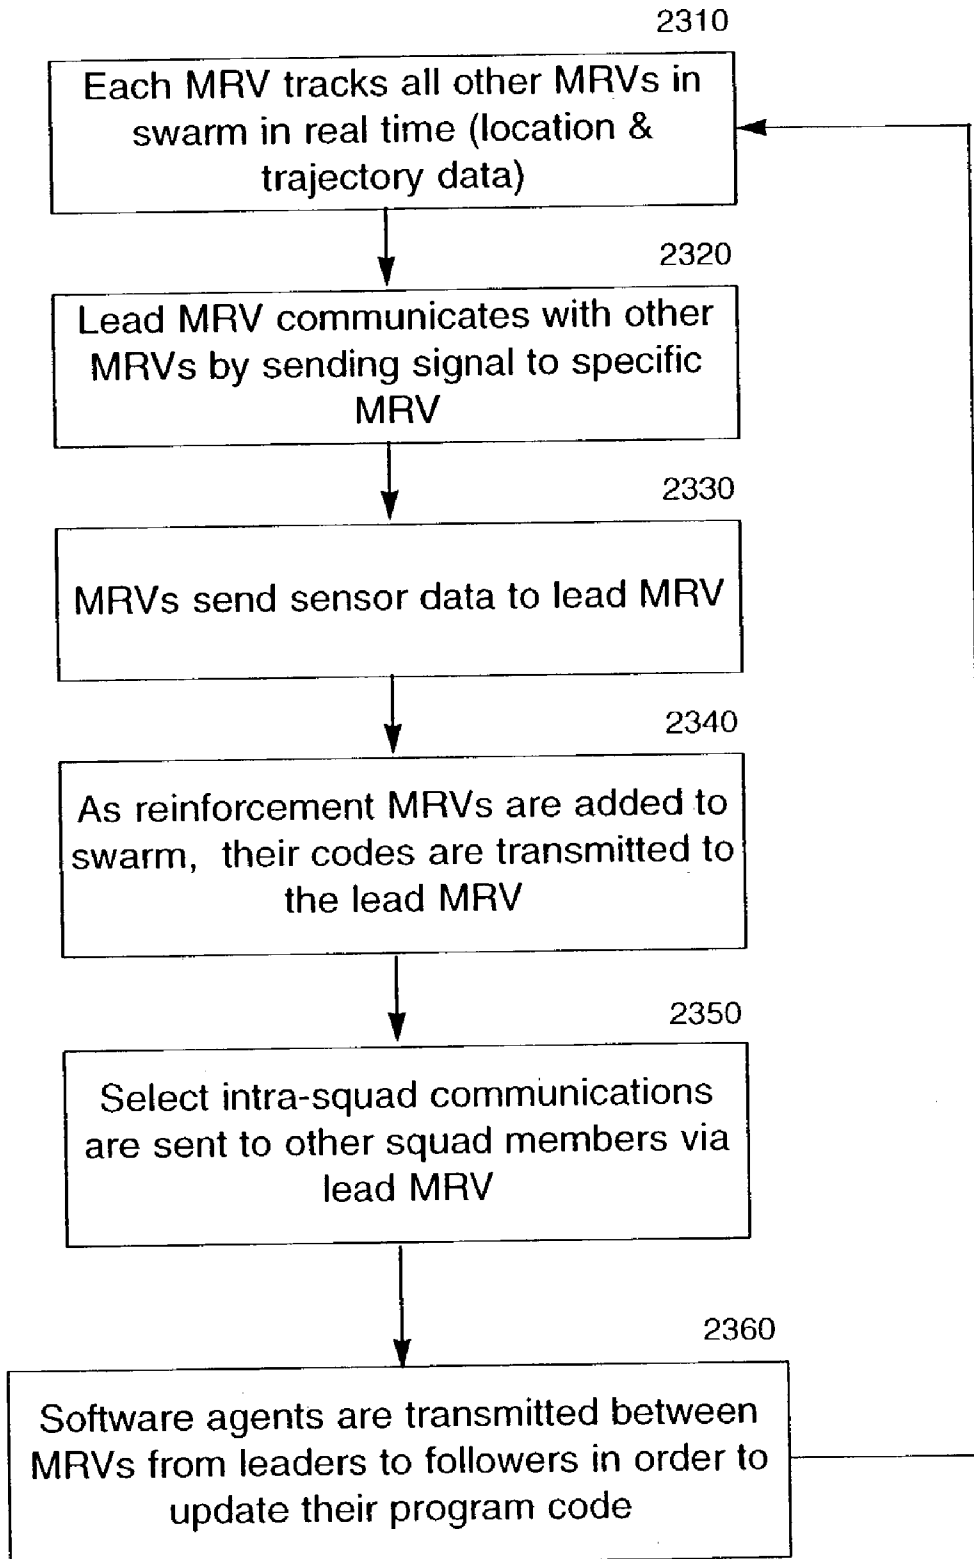 2310
Each MRV tracks all other MRVs in
swarm in real time (location &
trajectory data)
2320
Lead MRV communicates with other
MRVs by sending signal to specific
MRV
2330
MRVs send sensor data to lead MRV
2340
As reinforcement MRVs are added to
swarm, their codes are transmitted to
the lead MRV
2350
Select intra-squad communications
are sent to other squad members via
lead MRV
2360
Software agents are transmitted between
MRVs from leaders to followers in order to
update their program code